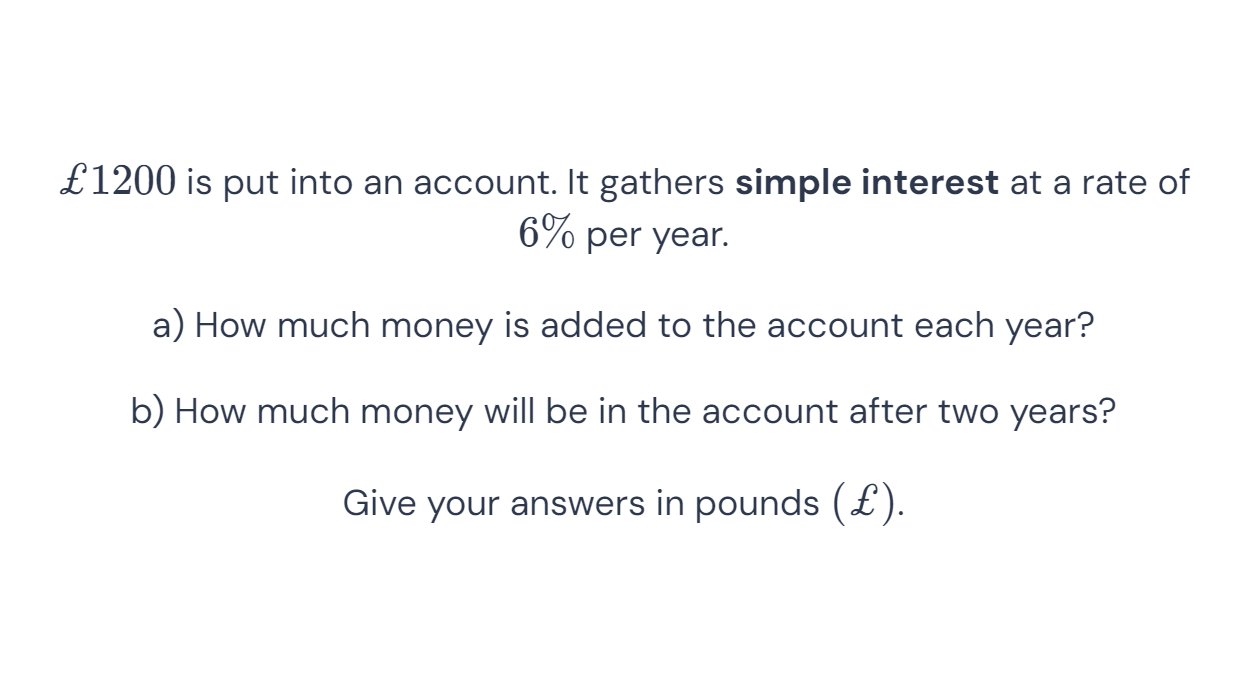 £1200 is put into an account. It gathers simple interest at a rate of
6% per year.
a) How much money is added to the account each year?
b) How much money will be in the account after two years?
Give your answers in pounds (£).